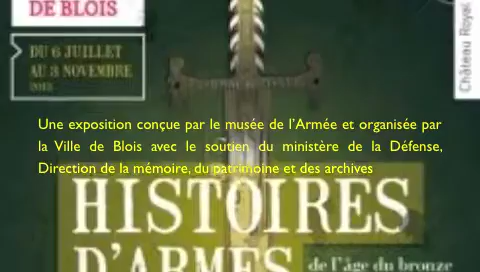 DE BLOIS
DU 6 JUILLET
AU 3 NOVEMBRE
2013
Château Royal
Une exposition conçue par le musée de l'Armée et organisée par
la Ville de Blois avec le soutien du ministère de la Défense,
Direction de la mémoire, du patrimoine et des archives
HISTOIRES
D'ARMES
de l'âge du bronze